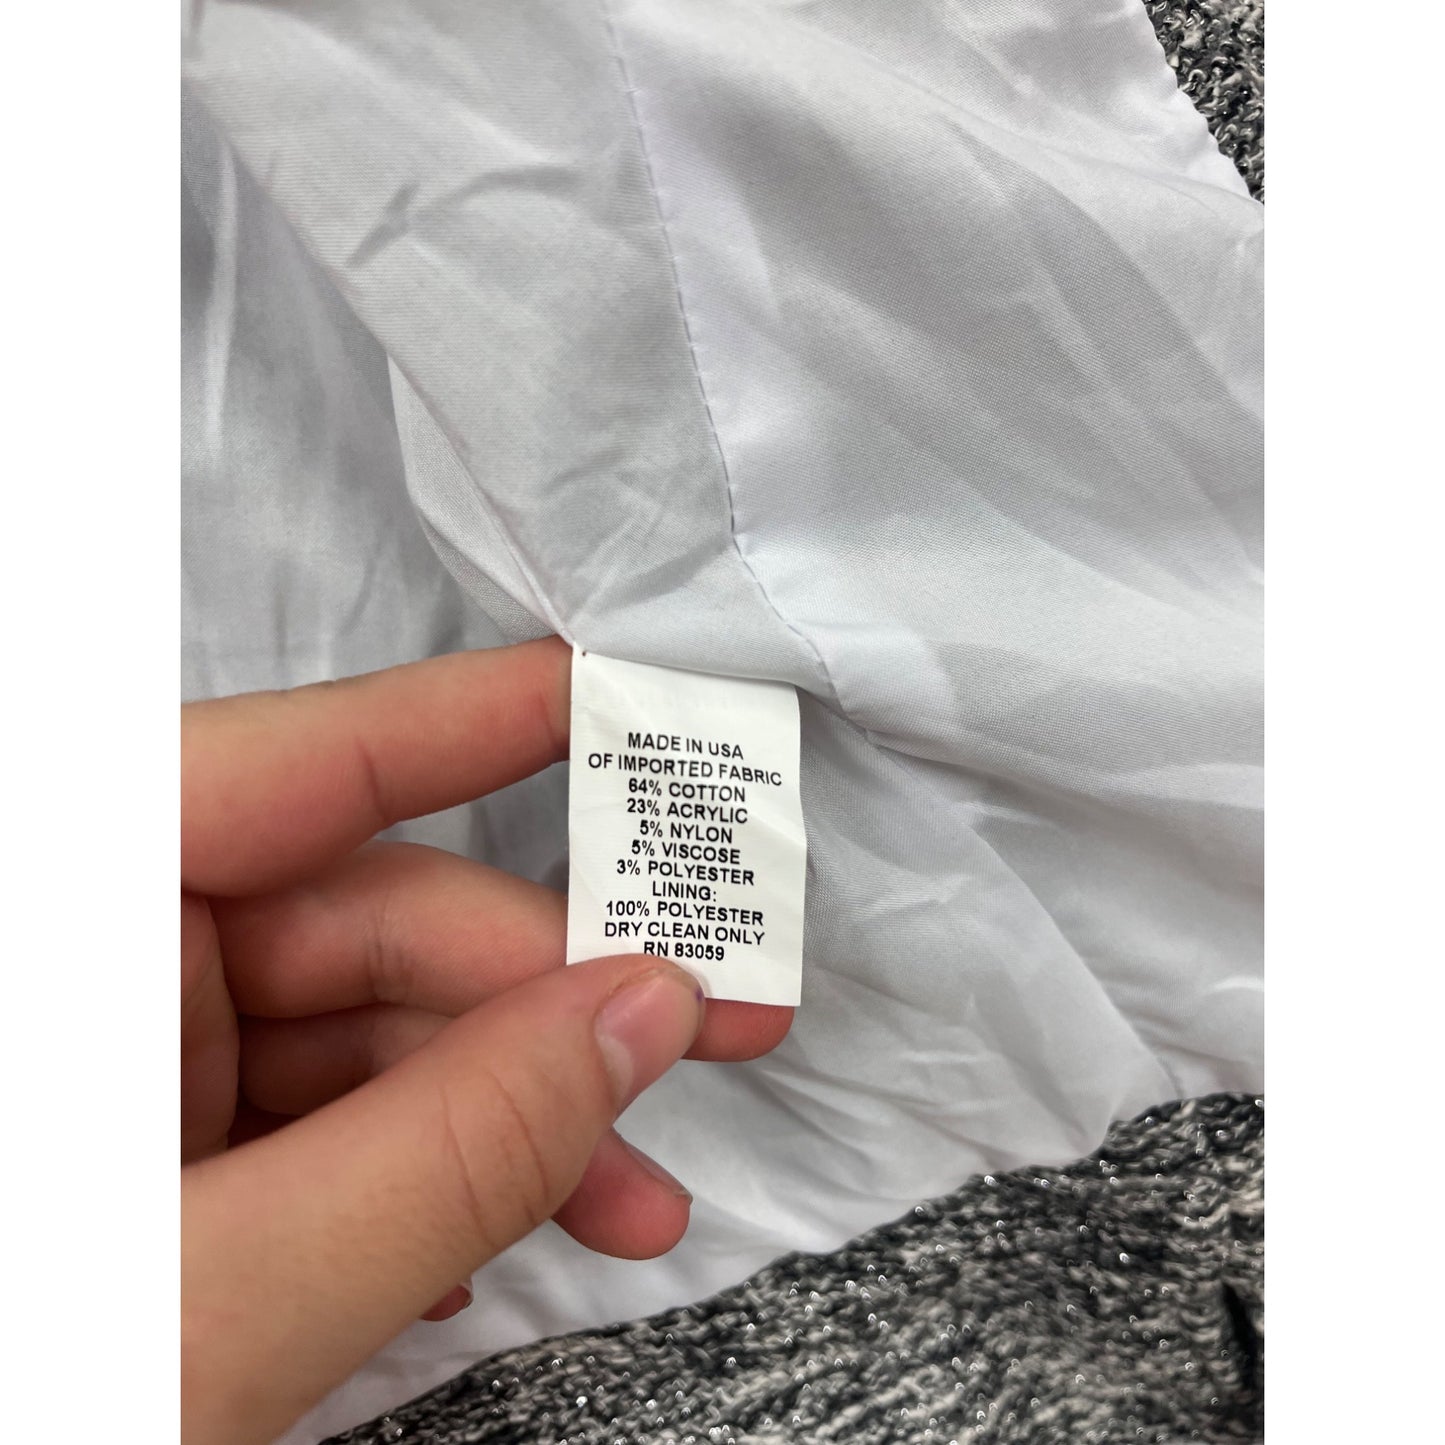 MADE IN USA
OF IMPORTED FABRIC
64% COTTON
23% ACRYLIC
5% NYLON
5% VISCOSE
3% POLYESTER
LINING:
100% POLYESTER
DRY CLEAN ONLY
RN 83059